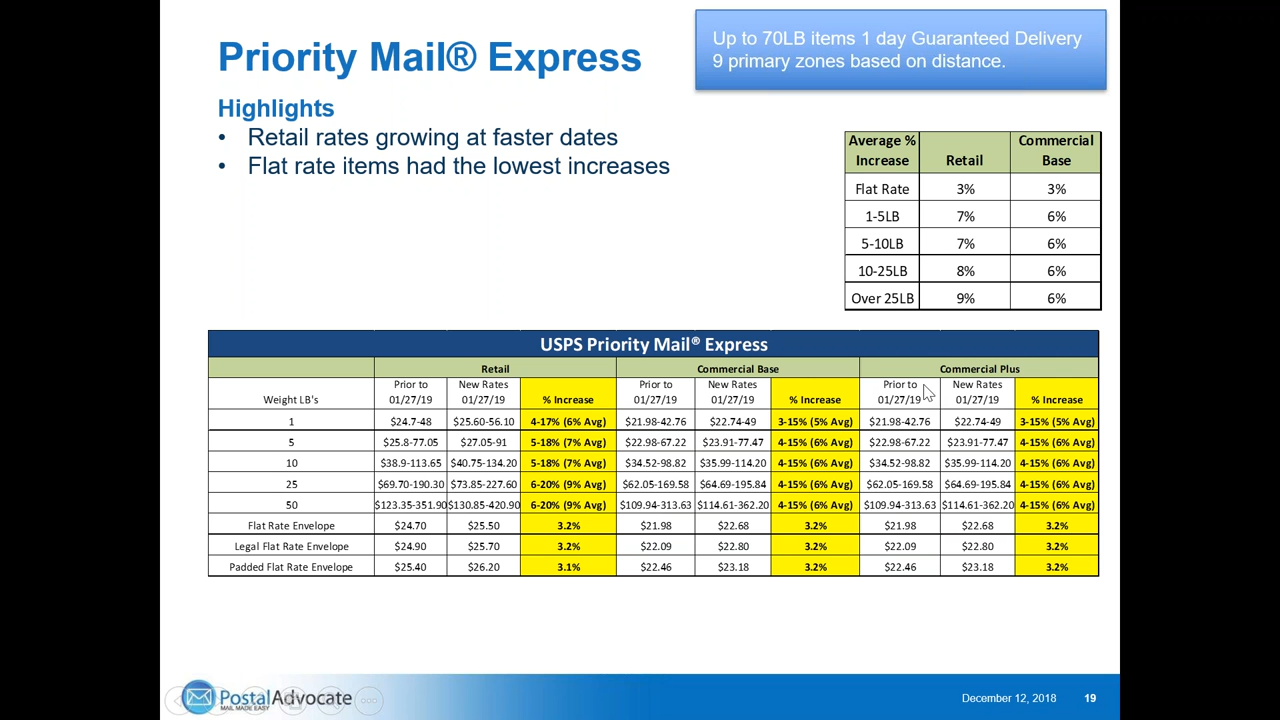 Priority Mail® Express
Up to 70LB items 1 day Guaranteed Delivery
9 primary zones based on distance.
Highlights
• Retail rates growing at faster dates
• Flat rate items had the lowest increases
Average % Increase Retail Commercial Base
Flat Rate 3% 3%
1-5LB 7% 6%
5-10LB 7% 6%
10-25LB 8% 6%
Over 25LB 9% 6%
USPS Priority Mail® Express
Retail Commercial Base Commercial Plus
Weight LB's Prior to 01/27/19 New Rates 01/27/19 % Increase Prior to 01/27/19 New Rates 01/27/19 % Increase Prior to 01/27/19 New Rates 01/27/19 % Increase
1 $24.7-48 $25.60-56.10 4-17% (6% Avg) $21.98-42.76 $22.74-49 3-15% (5% Avg) $21.98-42.76 $22.74-49 3-15% (5% Avg)
5 $25.8-77.05 $27.05-91 5-18% (7% Avg) $22.98-67.22 $23.91-77.47 4-15% (6% Avg) $22.98-67.22 $23.91-77.47 4-15% (6% Avg)
10 $38.9-113.65 $40.75-134.20 5-18% (7% Avg) $34.52-98.82 $35.99-114.20 4-15% (6% Avg) $34.52-98.82 $35.99-114.20 4-15% (6% Avg)
25 $69.70-190.30 $73.85-227.60 6-20% (9% Avg) $62.05-169.58 $64.69-195.84 4-15% (6% Avg) $62.05-169.58 $64.69-195.84 4-15% (6% Avg)
50 $123.35-351.90 $130.85-420.90 6-20% (9% Avg) $109.94-313.63 $114.61-362.20 4-15% (6% Avg) $109.94-313.63 $114.61-362.20 4-15% (6% Avg)
Flat Rate Envelope $24.70 $25.50 3.2% $21.98 $22.68 3.2% $21.98 $22.68 3.2%
Legal Flat Rate Envelope $24.90 $25.70 3.2% $22.09 $22.80 3.2% $22.09 $22.80 3.2%
Padded Flat Rate Envelope $25.40 $26.20 3.1% $22.46 $23.18 3.2% $22.46 $23.18 3.2%
PostalAdvocate
MAIL MADE EASY
December 12, 2018 19